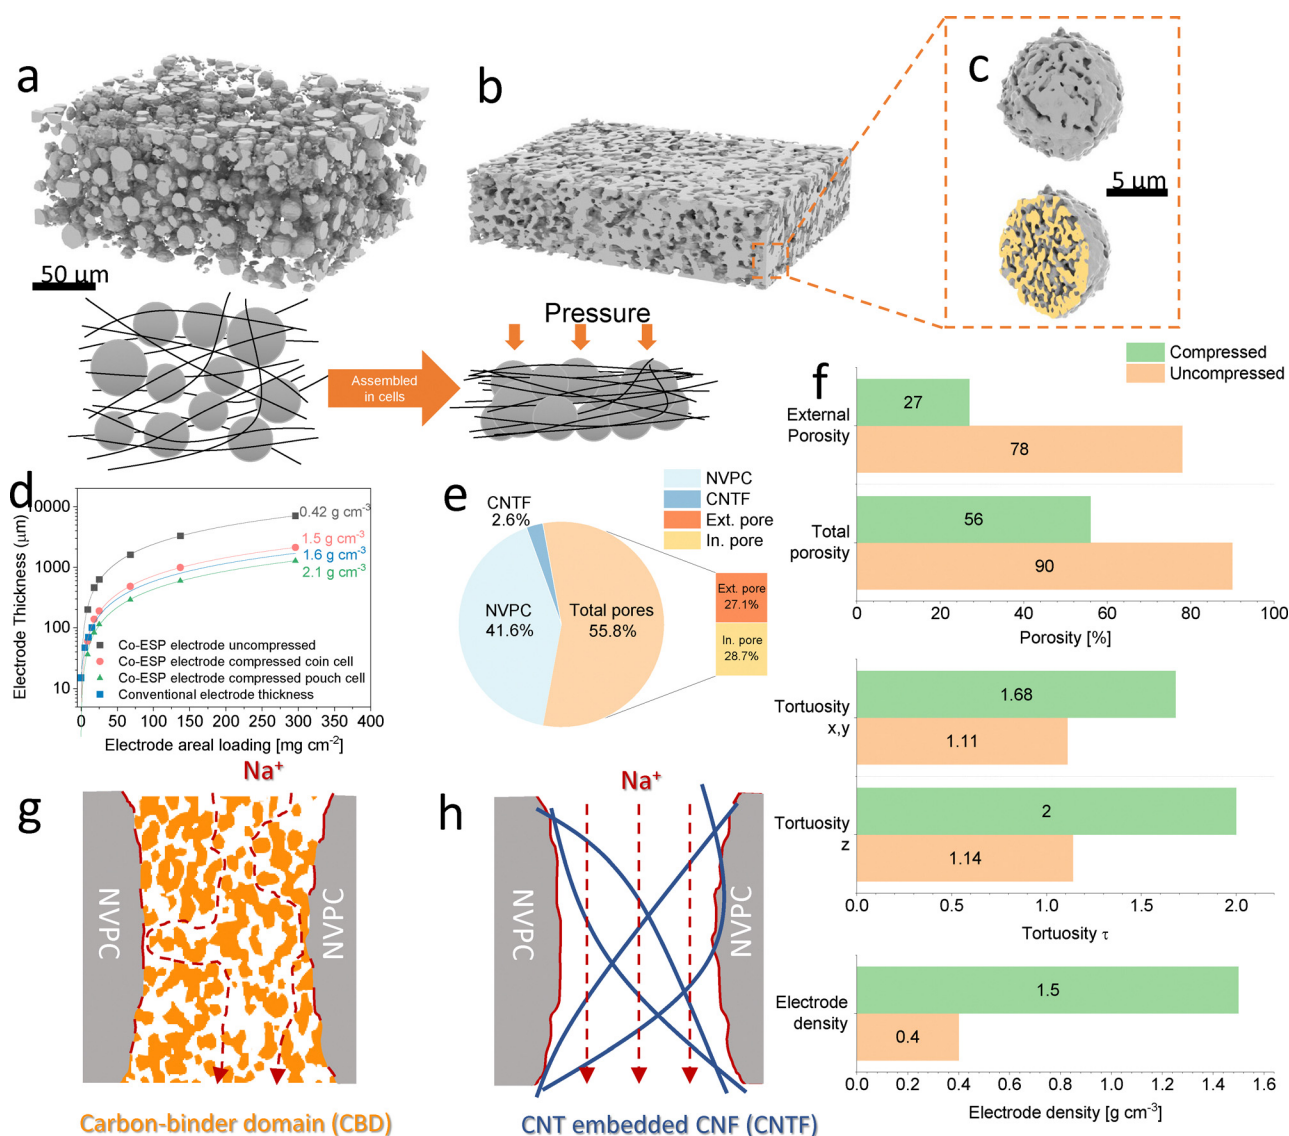 a
b
c
5 µm
50 µm
Pressure
Assembled
in cells
d
10000
1000
100
10
0.42 g cm⁻³
1.5 g cm⁻³
1.6 g cm⁻³
2.1 g cm⁻³
Co-ESP electrode uncompressed
Co-ESP electrode compressed coin cell
Co-ESP electrode compressed pouch cell
Conventional electrode thickness
0 50 100 150 200 250 300 350 400
Electrode Thickness (µm)
Electrode areal loading [mg cm⁻²]
e
NVPC
CNTF
Ext. pore
In. pore
CNTF
2.6%
NVPC
41.6%
Total pores
55.8%
Ext. pore
27.1%
In. pore
28.7%
f
Compressed
Uncompressed
External
Porosity
27
78
Total
porosity
56
90
0 20 40 60 80 100
Porosity [%]
Tortuosity
x,y
1.68
1.11
Tortuosity
z
2
1.14
0.0 0.5 1.0 1.5 2.0
Tortuosity τ
Electrode
density
1.5
0.4
0.0 0.2 0.4 0.6 0.8 1.0 1.2 1.4 1.6
Electrode density [g cm⁻³]
g
Na⁺
NVPC
NVPC
Carbon-binder domain (CBD)
h
Na⁺
NVPC
NVPC
CNT embedded CNF (CNTF)